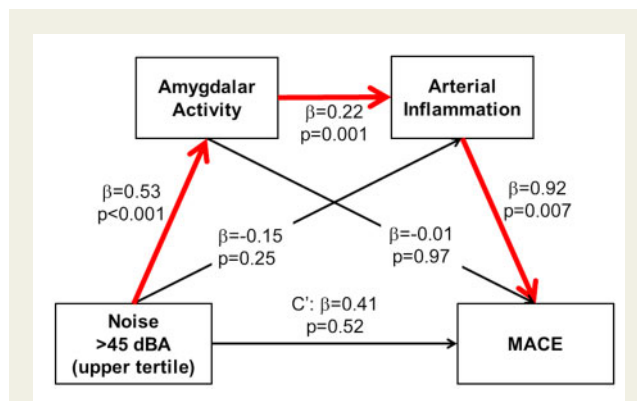 Amygdalar
Activity
Arterial
Inflammation
β=0.22
p=0.001
β=0.53
p<0.001
β=0.92
p=0.007
β=-0.15
p=0.25
β=-0.01
p=0.97
Noise
>45 dBA
(upper tertile)
C’: β=0.41
p=0.52
MACE